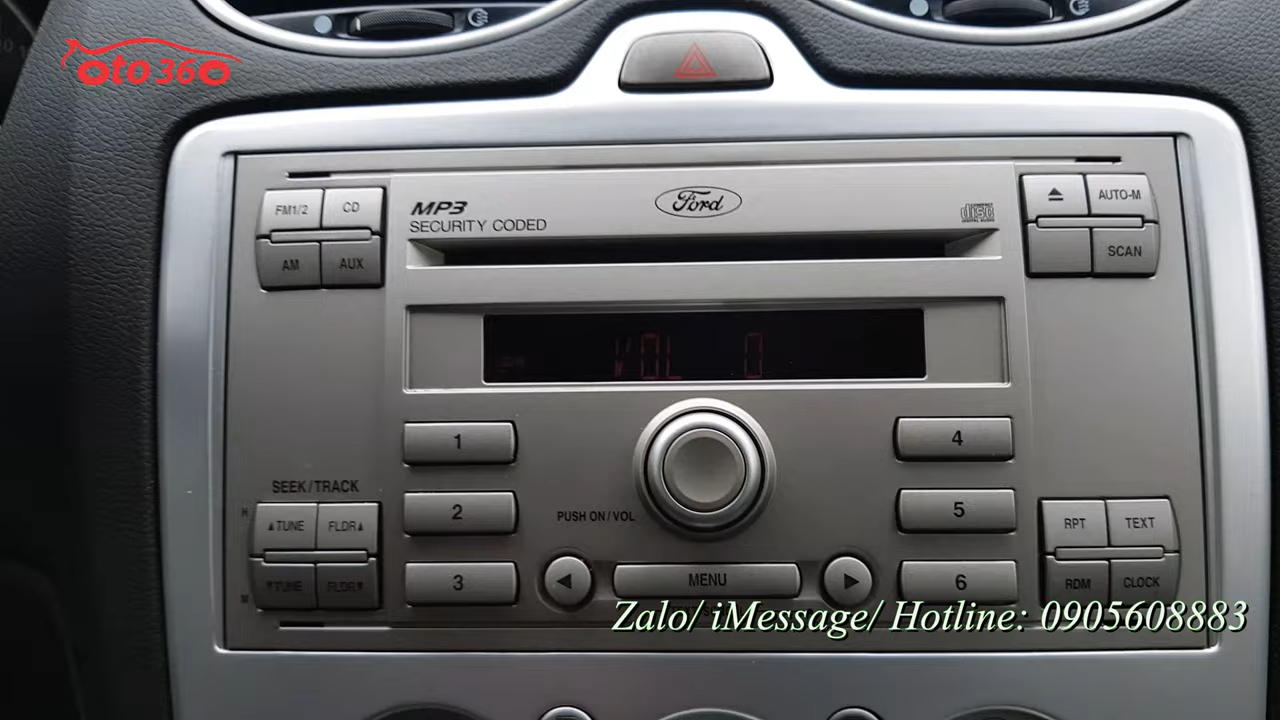 oto360
FM1/2
CD
AM
AUX
MP3
SECURITY CODED
Ford
disc
AUTO-M
SCAN
VOL 0
1
2
3
4
5
6
SEEK/TRACK
▲TUNE
FLDR▲
▼TUNE
FLDR▼
H
M
PUSH ON/VOL
◀
MENU
▶
RPT
TEXT
RDM
CLOCK
Zalo/ iMessage/ Hotline: 0905608883